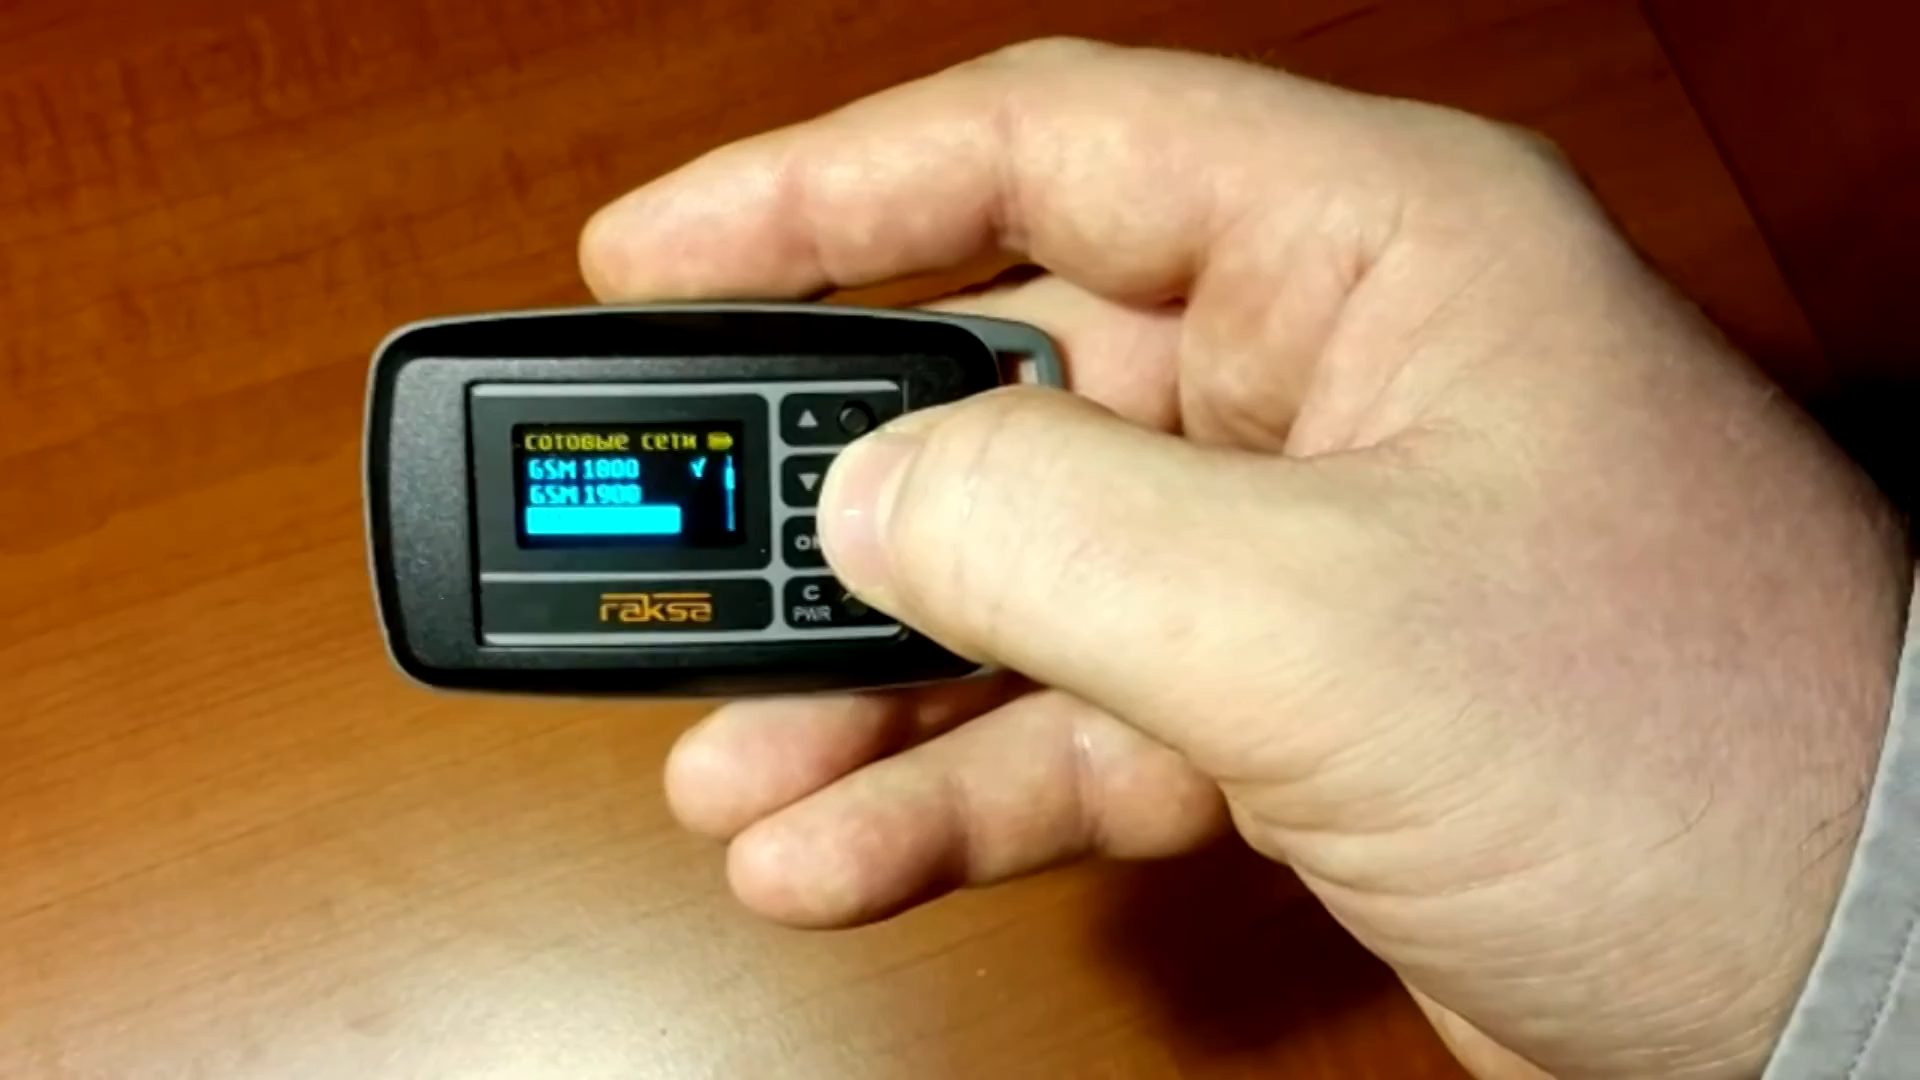 сотовые сети
GSM 1800 √
GSM 1900
raksa
C
PWR